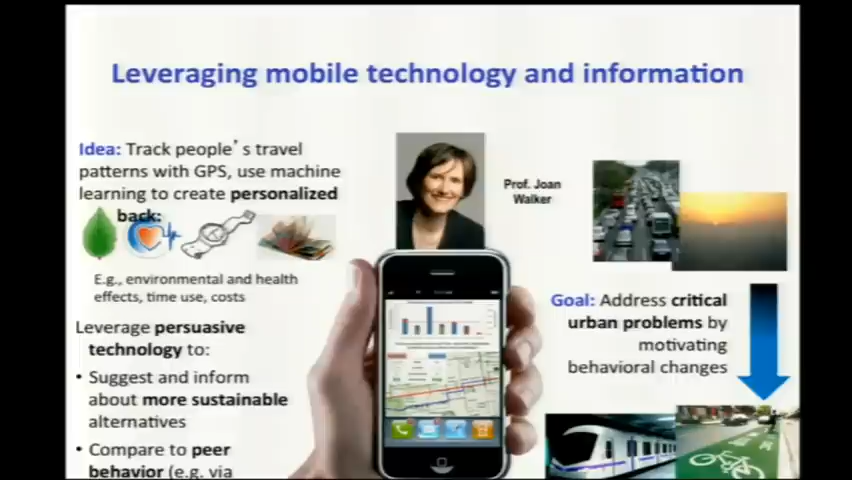 Leveraging mobile technology and information
Idea: Track people's travel
patterns with GPS, use machine
learning to create personalized
back:
E.g., environmental and health
effects, time use, costs
Leverage persuasive
technology to:
• Suggest and inform
about more sustainable
alternatives
• Compare to peer
behavior (e.g. via
Prof. Joan
Walker
Goal: Address critical
urban problems by
motivating
behavioral changes